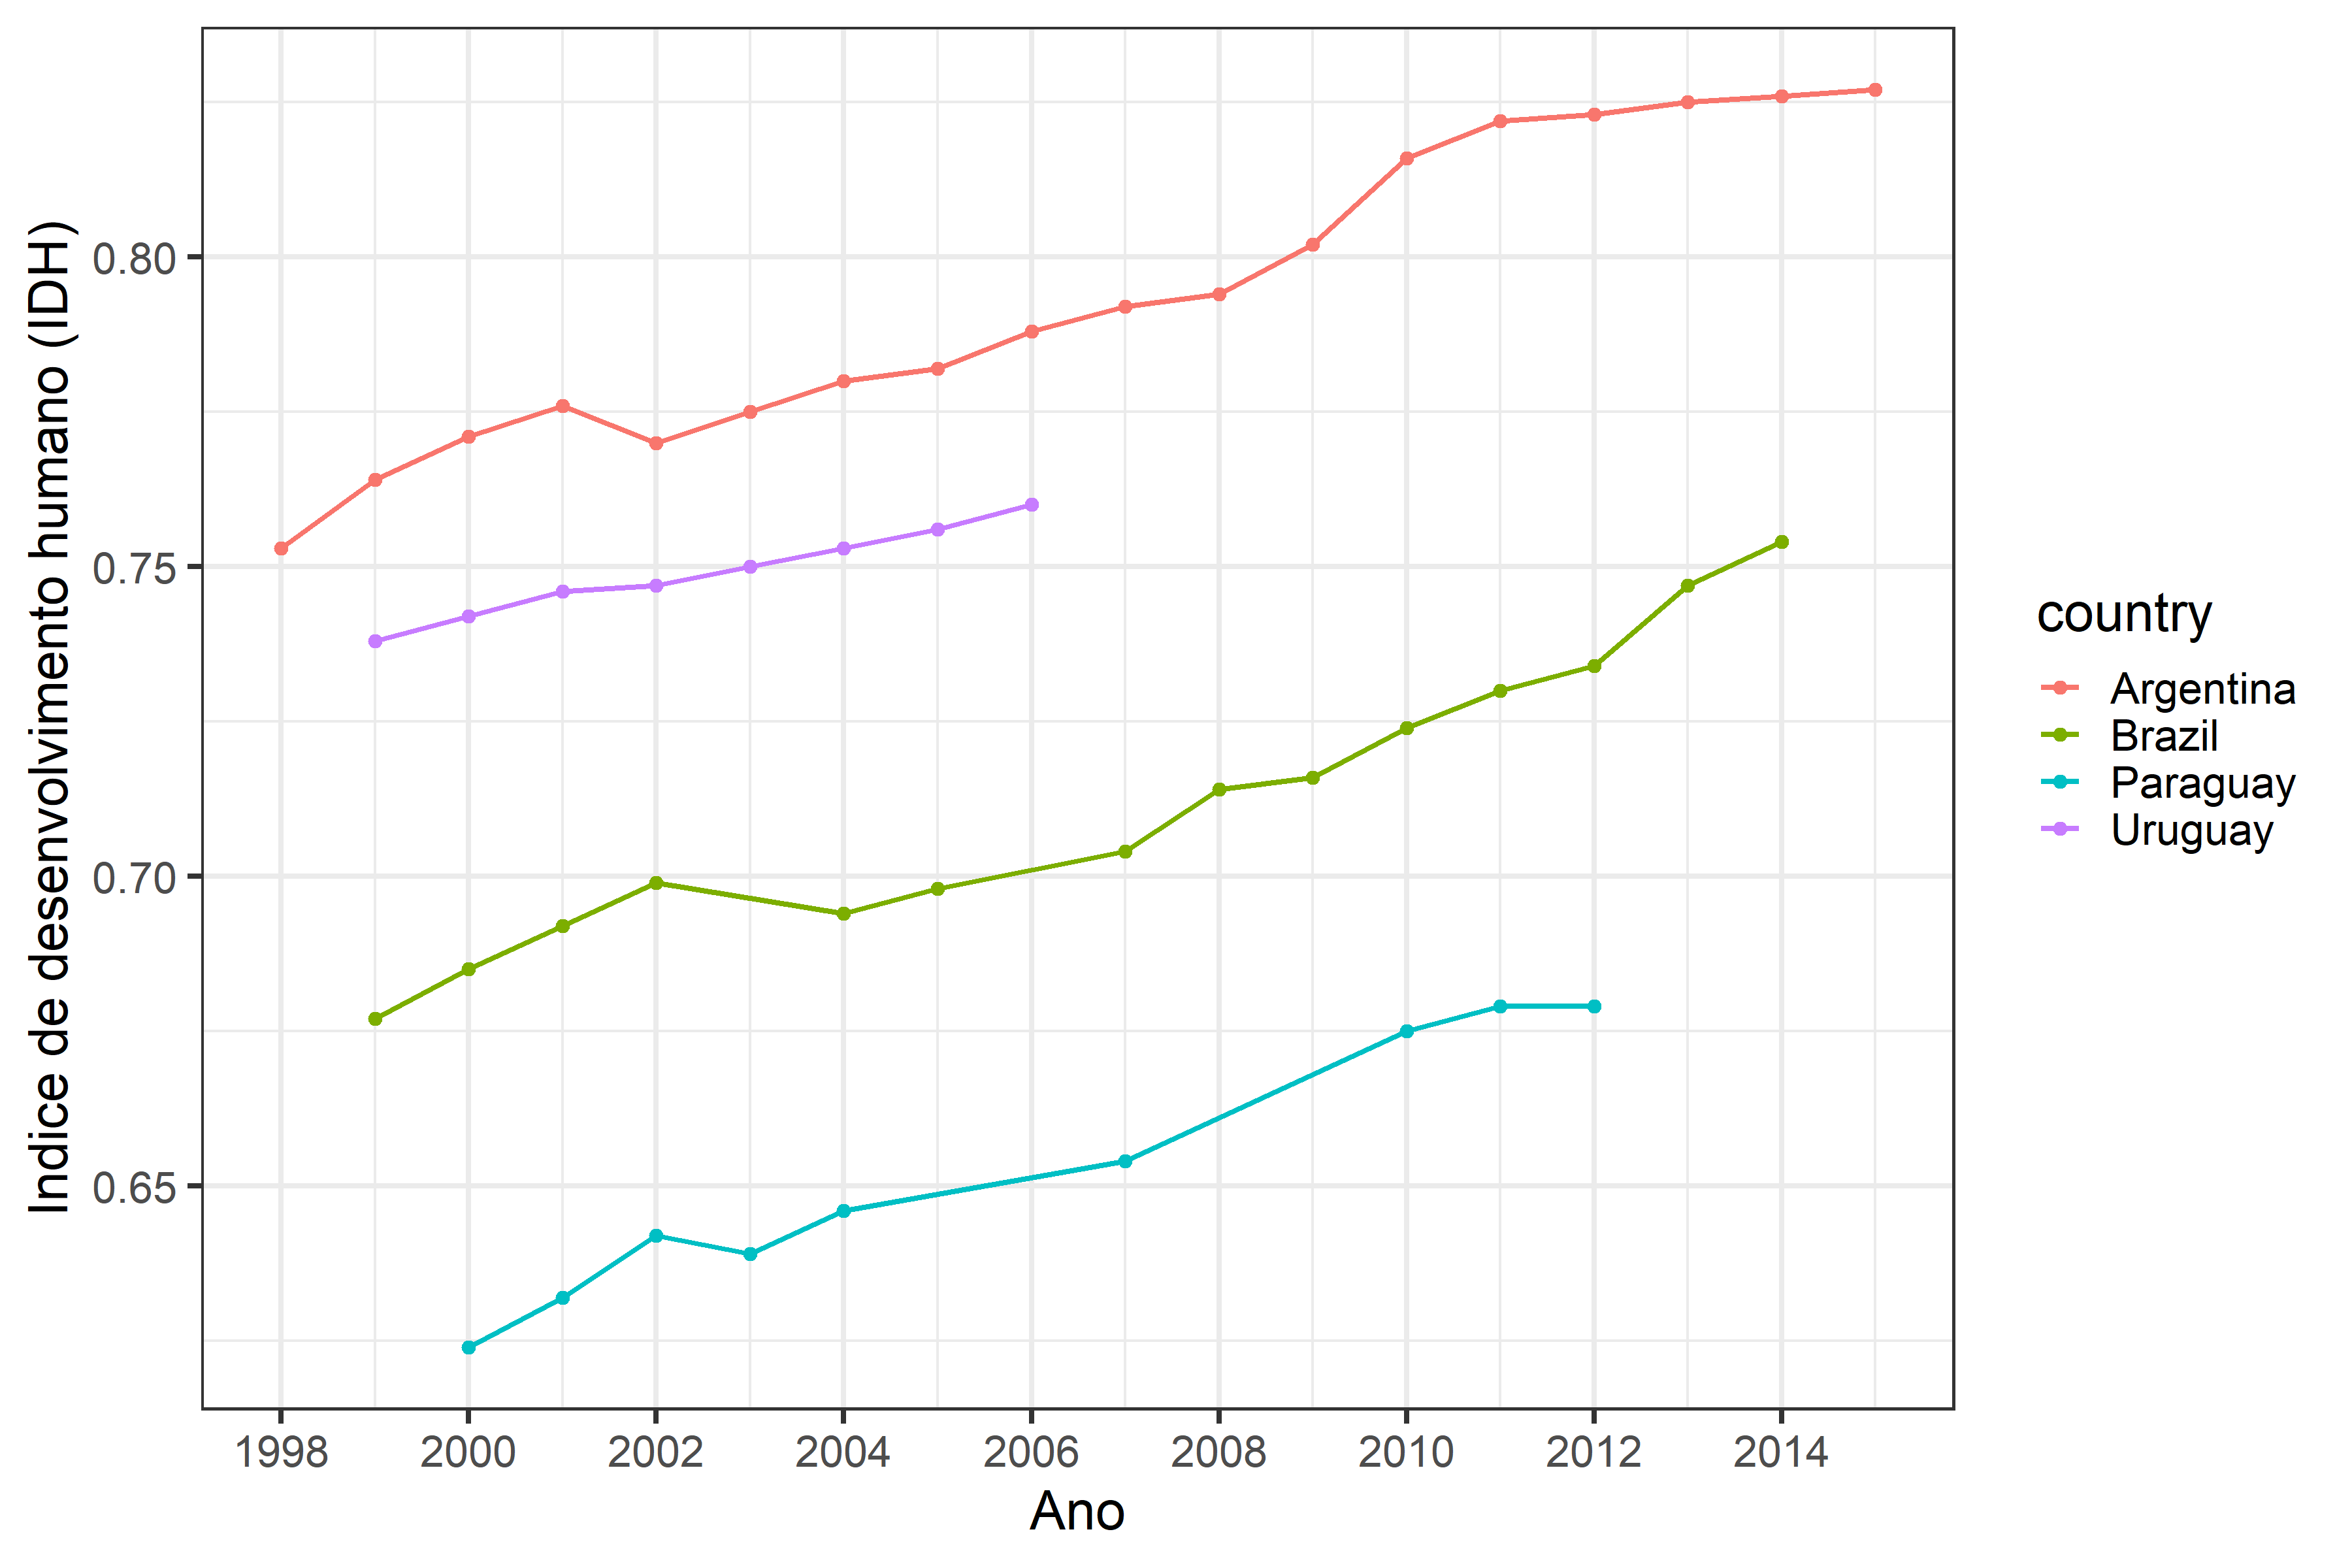 Indice de desenvolvimento humano (IDH)
0.80
0.75
0.70
0.65
1998 2000 2002 2004 2006 2008 2010 2012 2014
Ano
country
Argentina
Brazil
Paraguay
Uruguay